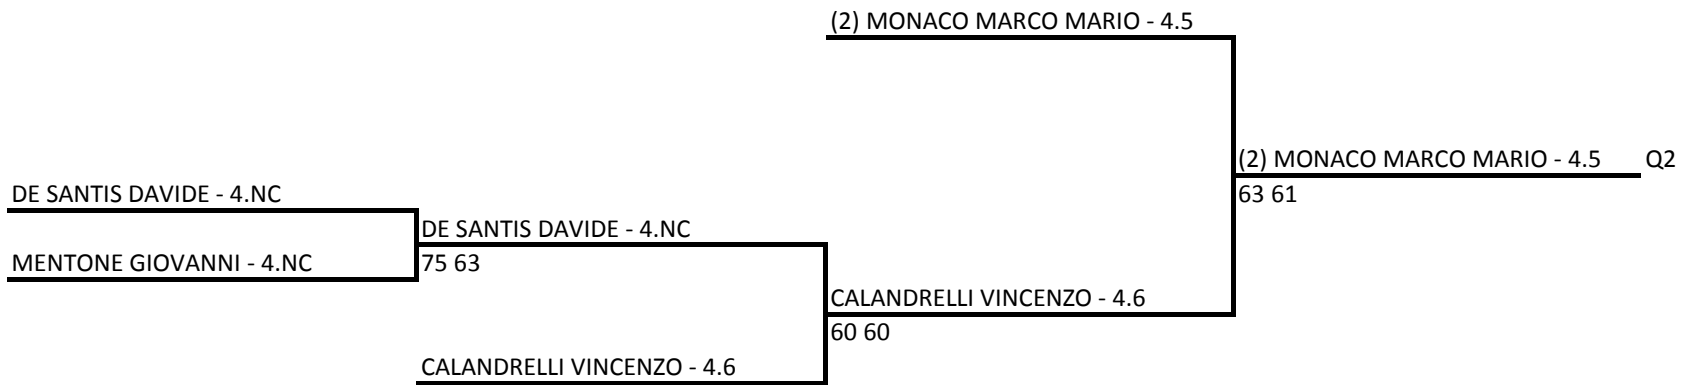 (2) MONACO MARCO MARIO - 4.5
(2) MONACO MARCO MARIO - 4.5 Q2
DE SANTIS DAVIDE - 4.NC
63 61
DE SANTIS DAVIDE - 4.NC
MENTONE GIOVANNI - 4.NC
75 63
CALANDRELLI VINCENZO - 4.6
60 60
CALANDRELLI VINCENZO - 4.6